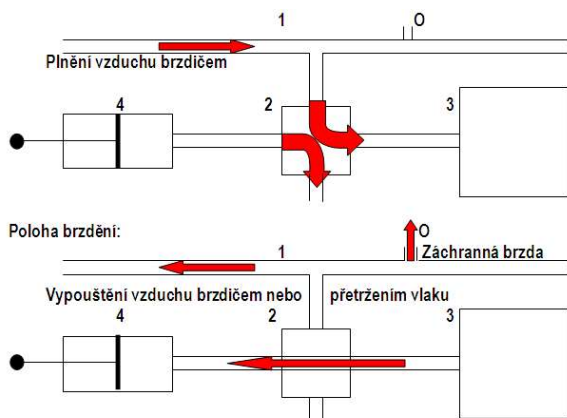 1 O
Plnění vzduchu brzdičem
4 2 3
Poloha brzdění:
1 O
Záchranná brzda
Vypouštění vzduchu brzdičem nebo přetržením vlaku
4 2 3